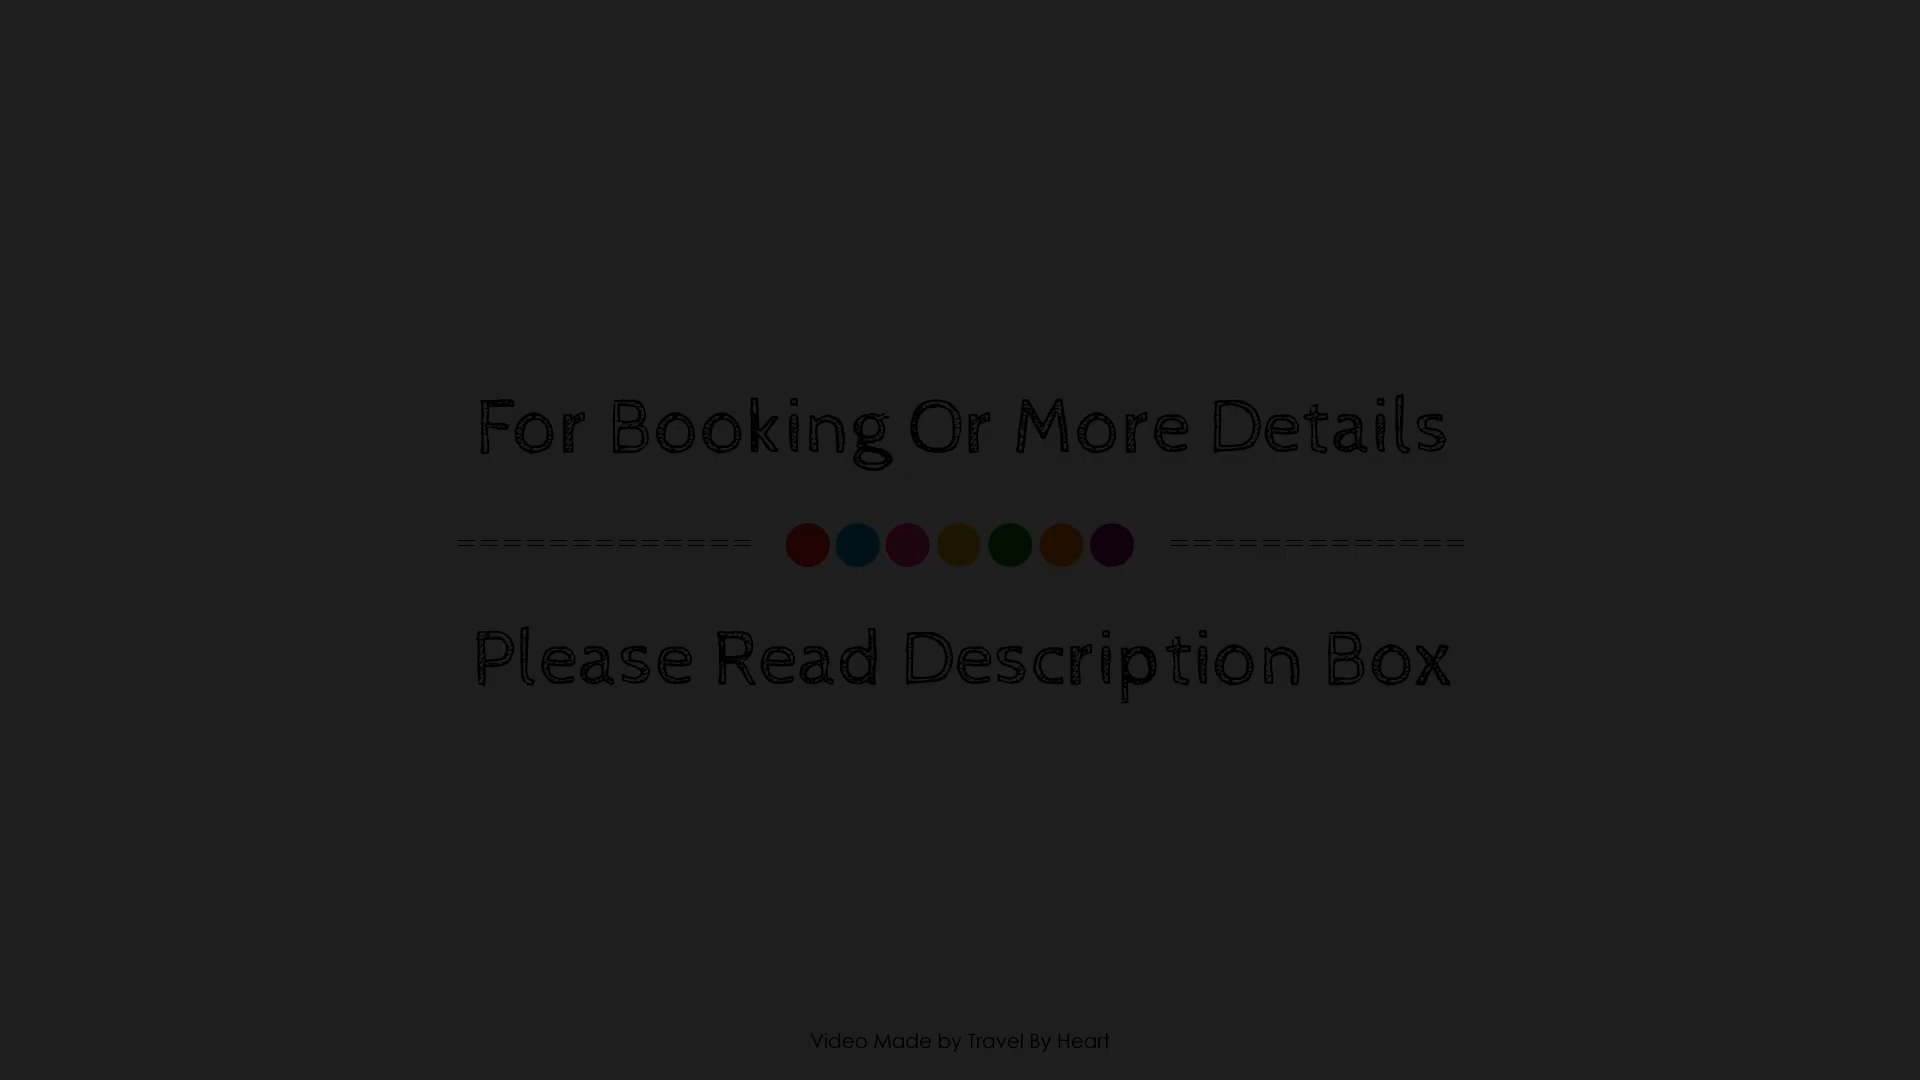 For Booking Or More Details
============= =============
Please Read Description Box
Video Made by Travel By Heart